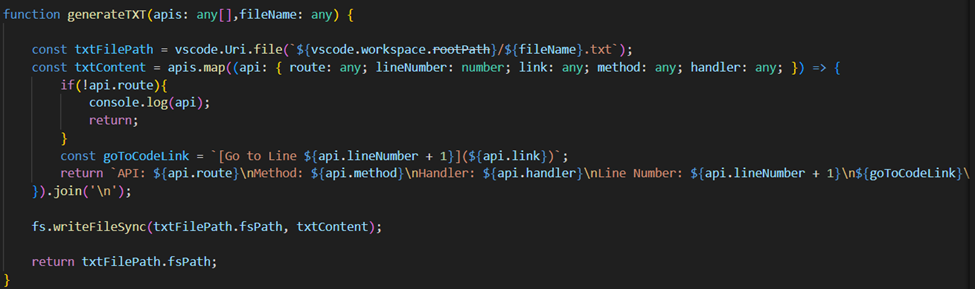 function generateTXT(apis: any[],fileName: any) {
const txtFilePath = vscode.Uri.file(`${vscode.workspace.rootPath}/${fileName}.txt`);
const txtContent = apis.map((api: { route: any; lineNumber: number; link: any; method: any; handler: any; }) => {
if(!api.route){
console.log(api);
return;
}
const goToCodeLink = `[Go to Line ${api.lineNumber + 1}](${api.link})`;
return `API: ${api.route}\nMethod: ${api.method}\nHandler: ${api.handler}\nLine Number: ${api.lineNumber + 1}\n${goToCodeLink}\
}).join('\n');
fs.writeFileSync(txtFilePath.fsPath, txtContent);
return txtFilePath.fsPath;
}